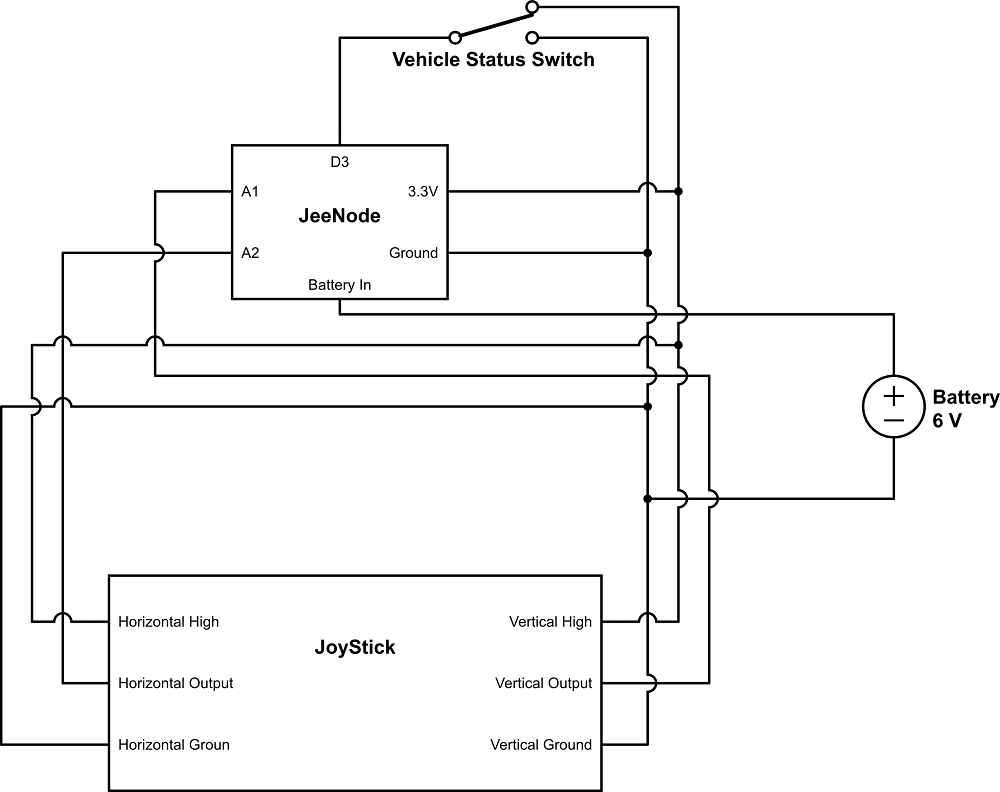 Vehicle Status Switch
D3
A1
3.3V
JeeNode
A2
Ground
Battery In
+
Battery
6 V
−
Horizontal High
Vertical High
JoyStick
Horizontal Output
Vertical Output
Horizontal Groun
Vertical Ground